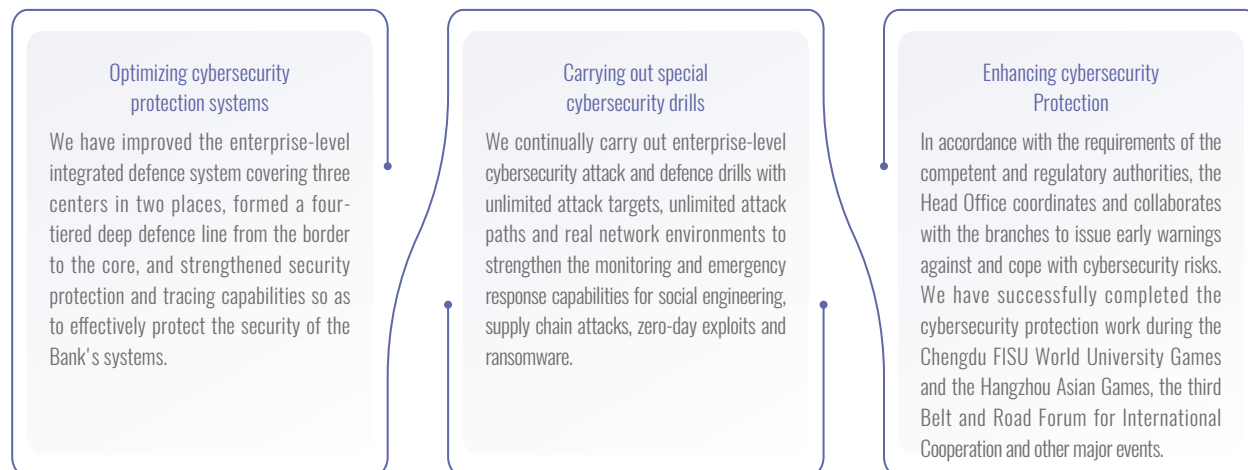 Optimizing cybersecurity
protection systems
We have improved the enterprise-level
integrated defence system covering three
centers in two places, formed a four-
tiered deep defence line from the border
to the core, and strengthened security
protection and tracing capabilities so as
to effectively protect the security of the
Bank's systems.
Carrying out special
cybersecurity drills
We continually carry out enterprise-level
cybersecurity attack and defence drills with
unlimited attack targets, unlimited attack
paths and real network environments to
strengthen the monitoring and emergency
response capabilities for social engineering,
supply chain attacks, zero-day exploits and
ransomware.
Enhancing cybersecurity
Protection
In accordance with the requirements of the
competent and regulatory authorities, the
Head Office coordinates and collaborates
with the branches to issue early warnings
against and cope with cybersecurity risks.
We have successfully completed the
cybersecurity protection work during the
Chengdu FISU World University Games
and the Hangzhou Asian Games, the third
Belt and Road Forum for International
Cooperation and other major events.